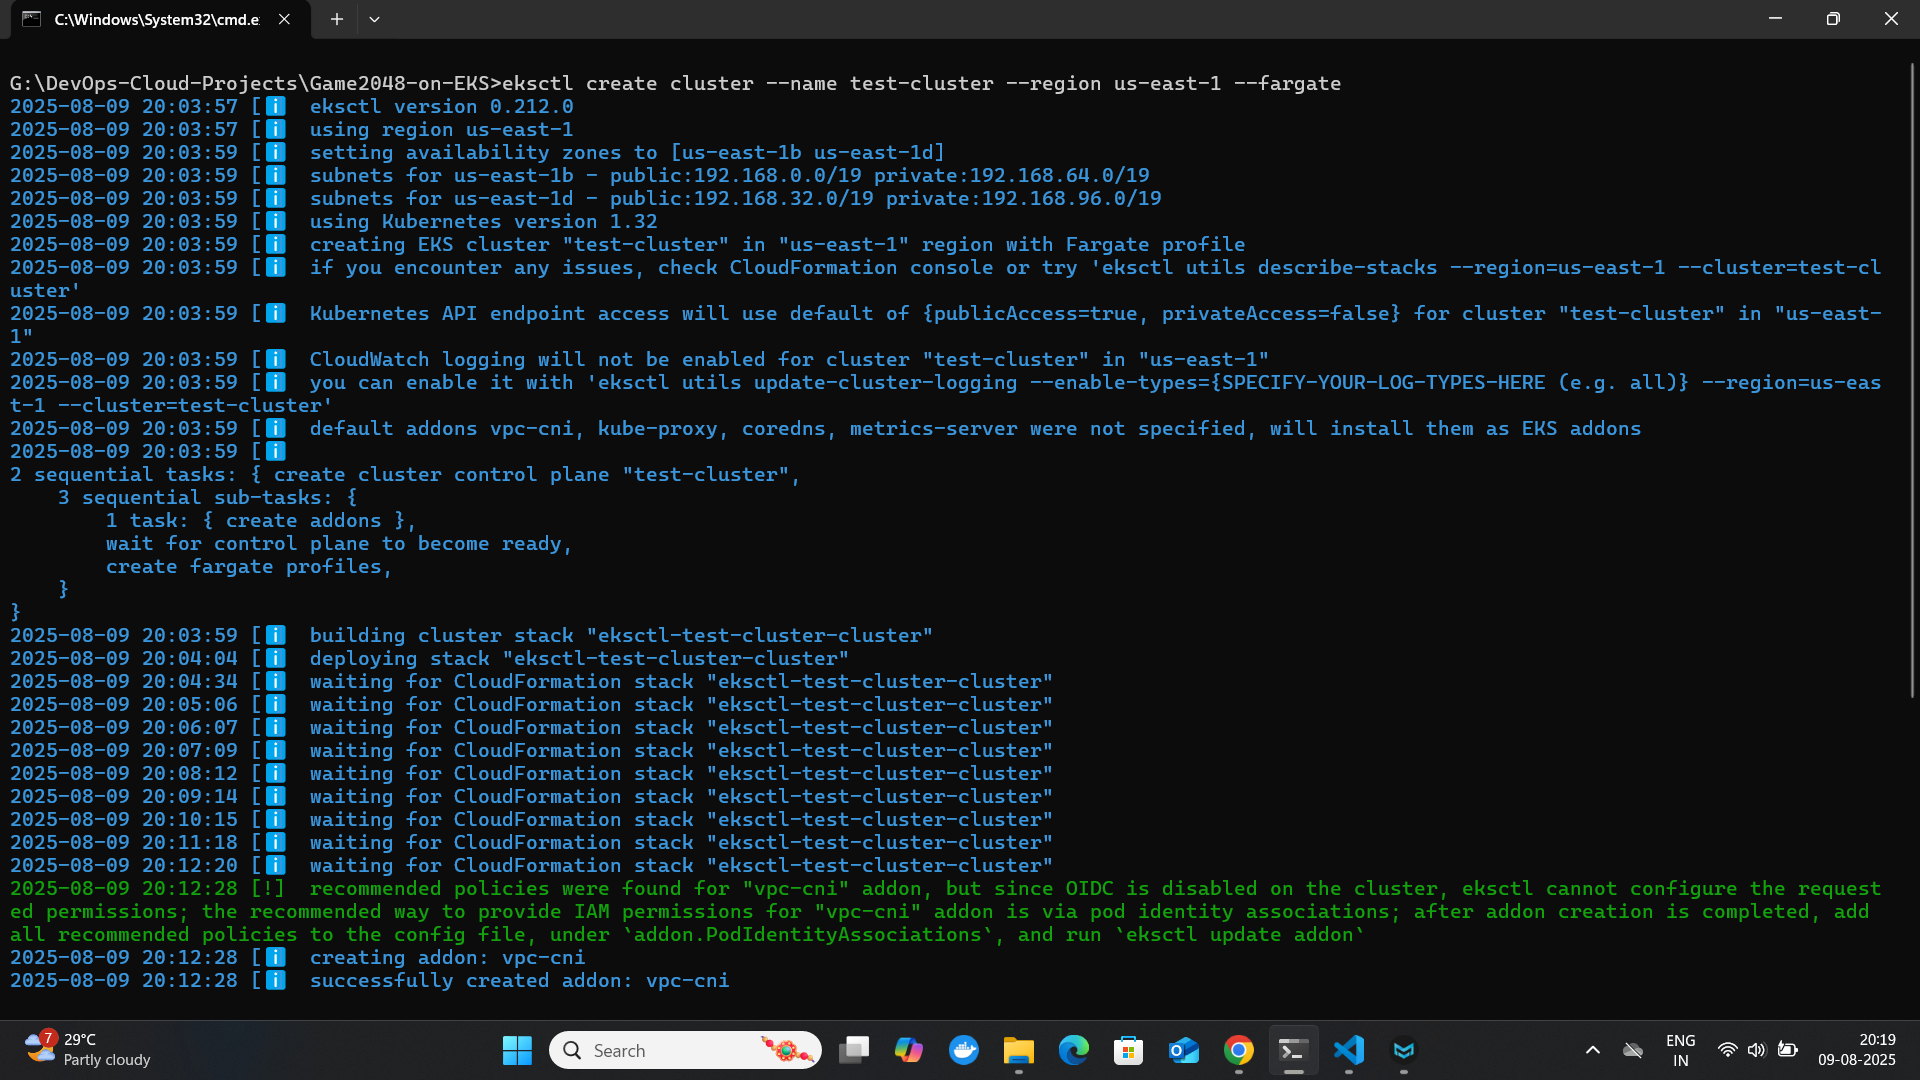 C:\Windows\System32\cmd.e
G:\DevOps-Cloud-Projects\Game2048-on-EKS>eksctl create cluster --name test-cluster --region us-east-1 --fargate
2025-08-09 20:03:57 [ℹ]  eksctl version 0.212.0
2025-08-09 20:03:57 [ℹ]  using region us-east-1
2025-08-09 20:03:59 [ℹ]  setting availability zones to [us-east-1b us-east-1d]
2025-08-09 20:03:59 [ℹ]  subnets for us-east-1b - public:192.168.0.0/19 private:192.168.64.0/19
2025-08-09 20:03:59 [ℹ]  subnets for us-east-1d - public:192.168.32.0/19 private:192.168.96.0/19
2025-08-09 20:03:59 [ℹ]  using Kubernetes version 1.32
2025-08-09 20:03:59 [ℹ]  creating EKS cluster "test-cluster" in "us-east-1" region with Fargate profile
2025-08-09 20:03:59 [ℹ]  if you encounter any issues, check CloudFormation console or try 'eksctl utils describe-stacks --region=us-east-1 --cluster=test-cl
uster'
2025-08-09 20:03:59 [ℹ]  Kubernetes API endpoint access will use default of {publicAccess=true, privateAccess=false} for cluster "test-cluster" in "us-east-
1"
2025-08-09 20:03:59 [ℹ]  CloudWatch logging will not be enabled for cluster "test-cluster" in "us-east-1"
2025-08-09 20:03:59 [ℹ]  you can enable it with 'eksctl utils update-cluster-logging --enable-types={SPECIFY-YOUR-LOG-TYPES-HERE (e.g. all)} --region=us-eas
t-1 --cluster=test-cluster'
2025-08-09 20:03:59 [ℹ]  default addons vpc-cni, kube-proxy, coredns, metrics-server were not specified, will install them as EKS addons
2025-08-09 20:03:59 [ℹ]
2 sequential tasks: { create cluster control plane "test-cluster",
    3 sequential sub-tasks: {
        1 task: { create addons },
        wait for control plane to become ready,
        create fargate profiles,
    }
}
2025-08-09 20:03:59 [ℹ]  building cluster stack "eksctl-test-cluster-cluster"
2025-08-09 20:04:04 [ℹ]  deploying stack "eksctl-test-cluster-cluster"
2025-08-09 20:04:34 [ℹ]  waiting for CloudFormation stack "eksctl-test-cluster-cluster"
2025-08-09 20:05:06 [ℹ]  waiting for CloudFormation stack "eksctl-test-cluster-cluster"
2025-08-09 20:06:07 [ℹ]  waiting for CloudFormation stack "eksctl-test-cluster-cluster"
2025-08-09 20:07:09 [ℹ]  waiting for CloudFormation stack "eksctl-test-cluster-cluster"
2025-08-09 20:08:12 [ℹ]  waiting for CloudFormation stack "eksctl-test-cluster-cluster"
2025-08-09 20:09:14 [ℹ]  waiting for CloudFormation stack "eksctl-test-cluster-cluster"
2025-08-09 20:10:15 [ℹ]  waiting for CloudFormation stack "eksctl-test-cluster-cluster"
2025-08-09 20:11:18 [ℹ]  waiting for CloudFormation stack "eksctl-test-cluster-cluster"
2025-08-09 20:12:20 [ℹ]  waiting for CloudFormation stack "eksctl-test-cluster-cluster"
2025-08-09 20:12:28 [!]  recommended policies were found for "vpc-cni" addon, but since OIDC is disabled on the cluster, eksctl cannot configure the request
ed permissions; the recommended way to provide IAM permissions for "vpc-cni" addon is via pod identity associations; after addon creation is completed, add
all recommended policies to the config file, under `addon.PodIdentityAssociations`, and run `eksctl update addon`
2025-08-09 20:12:28 [ℹ]  creating addon: vpc-cni
2025-08-09 20:12:28 [ℹ]  successfully created addon: vpc-cni
7
29°C
Partly cloudy
Search
ENG
IN
20:19
09-08-2025